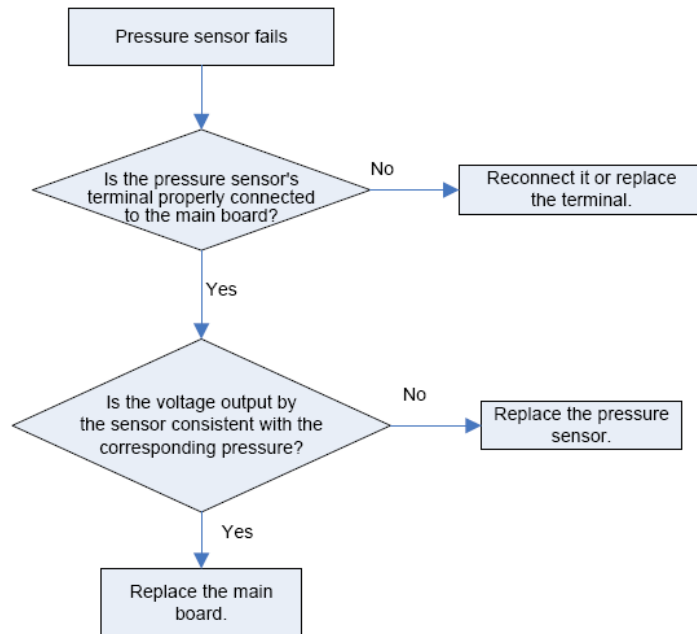 Pressure sensor fails
Is the pressure sensor's
terminal properly connected
to the main board?
No
Reconnect it or replace
the terminal.
Yes
Is the voltage output by
the sensor consistent with the
corresponding pressure?
No
Replace the pressure
sensor.
Yes
Replace the main
board.